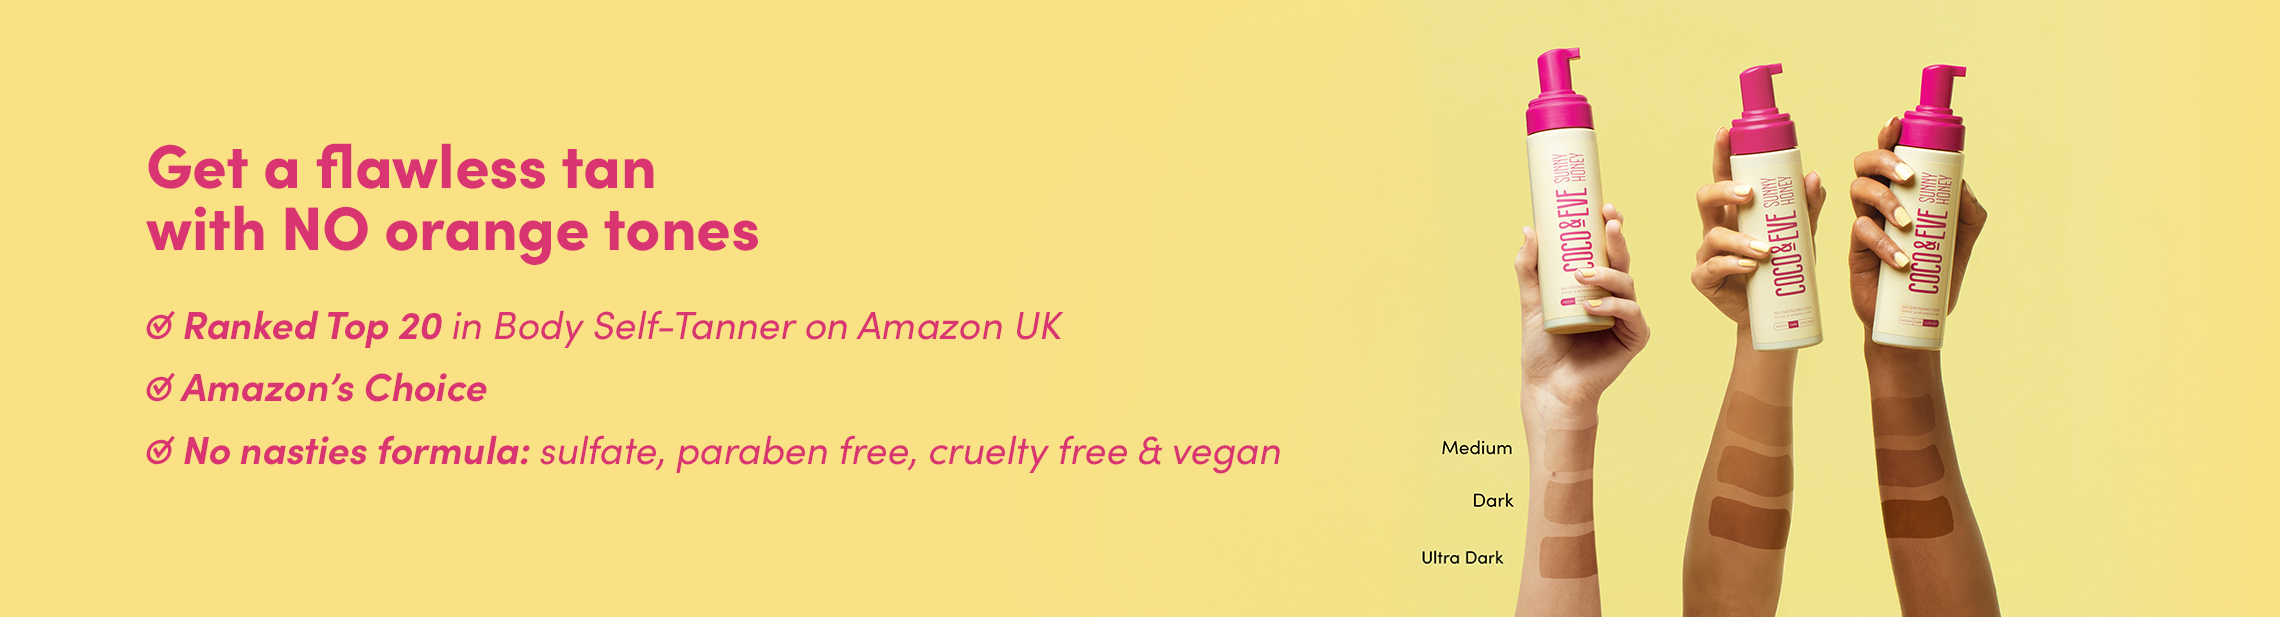 Get a flawless tan
with NO orange tones
Ranked Top 20 in Body Self-Tanner on Amazon UK
Amazon's Choice
No nasties formula: sulfate, paraben free, cruelty free & vegan
Medium
Dark
Ultra Dark
COCO&EVE
SUNNY
HONEY
COCO&EVE
SUNNY
HONEY
COCO&EVE
SUNNY
HONEY